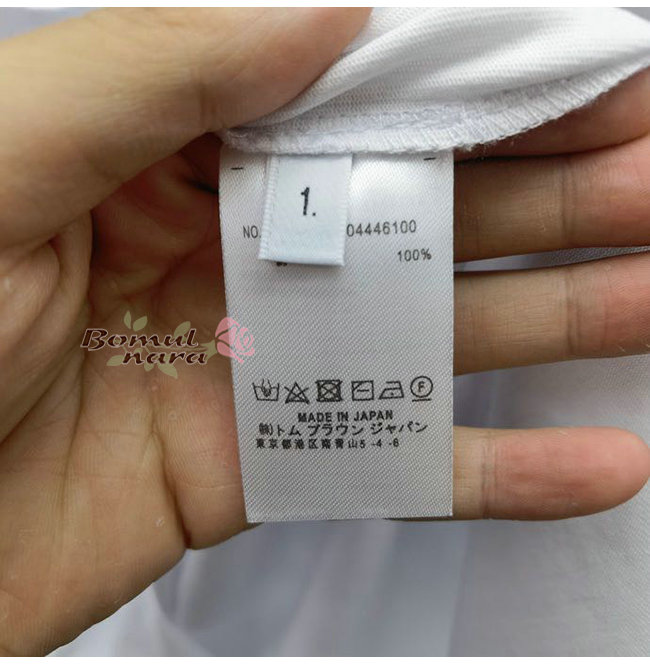 1.
NO. 04446100
100%
Bomul
nara
F
MADE IN JAPAN
㈱トム ブラウン ジャパン
東京都港区南青山5-4-6